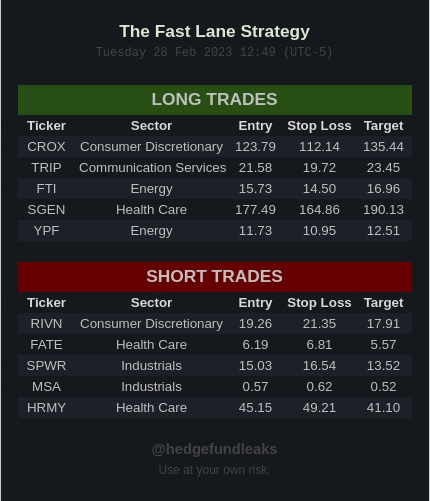 The Fast Lane Strategy
Tuesday 28 Feb 2023 12:49 (UTC-5)
LONG TRADES
Ticker Sector Entry Stop Loss Target
CROX Consumer Discretionary 123.79 112.14 135.44
TRIP Communication Services 21.58 19.72 23.45
FTI Energy 15.73 14.50 16.96
SGEN Health Care 177.49 164.86 190.13
YPF Energy 11.73 10.95 12.51
SHORT TRADES
Ticker Sector Entry Stop Loss Target
RIVN Consumer Discretionary 19.26 21.35 17.91
FATE Health Care 6.19 6.81 5.57
SPWR Industrials 15.03 16.54 13.52
MSA Industrials 0.57 0.62 0.52
HRMY Health Care 45.15 49.21 41.10
@hedgefundleaks
Use at your own risk.